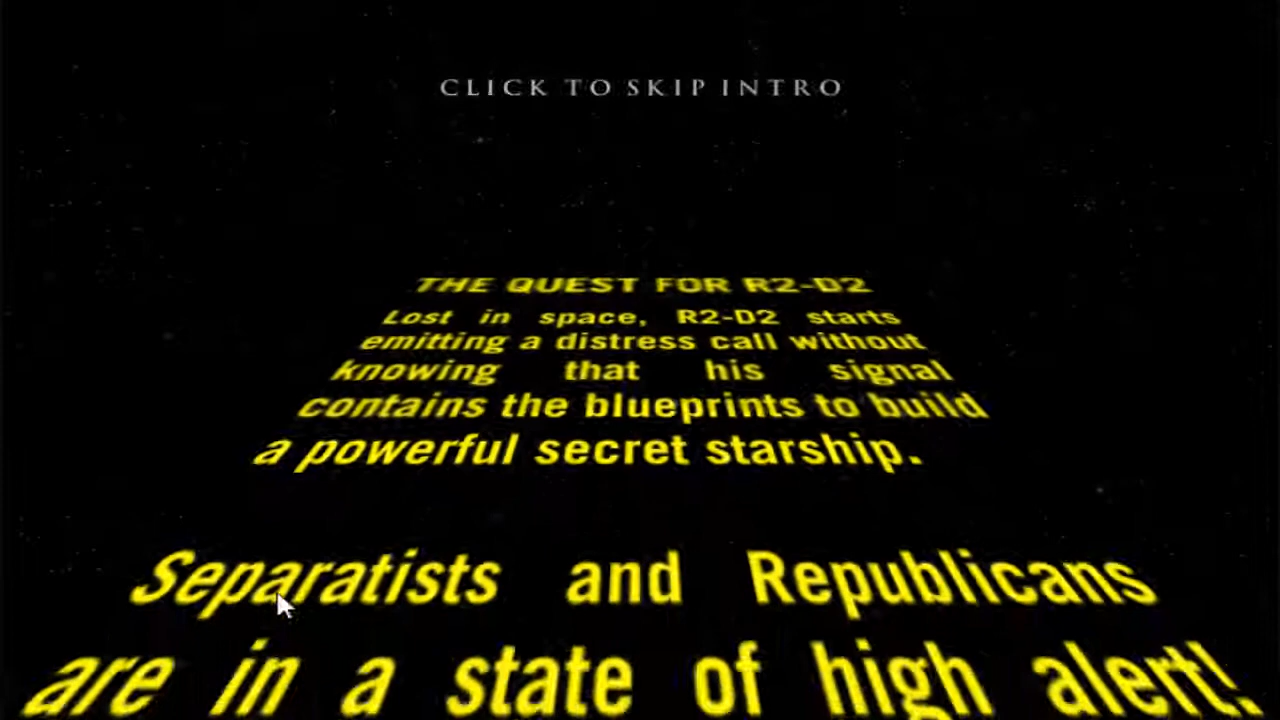 CLICK TO SKIP INTRO
THE QUEST FOR R2-D2
Lost in space, R2-D2 starts
emitting a distress call without
knowing that his signal
contains the blueprints to build
a powerful secret starship.
Separatists and Republicans
are in a state of high alert!